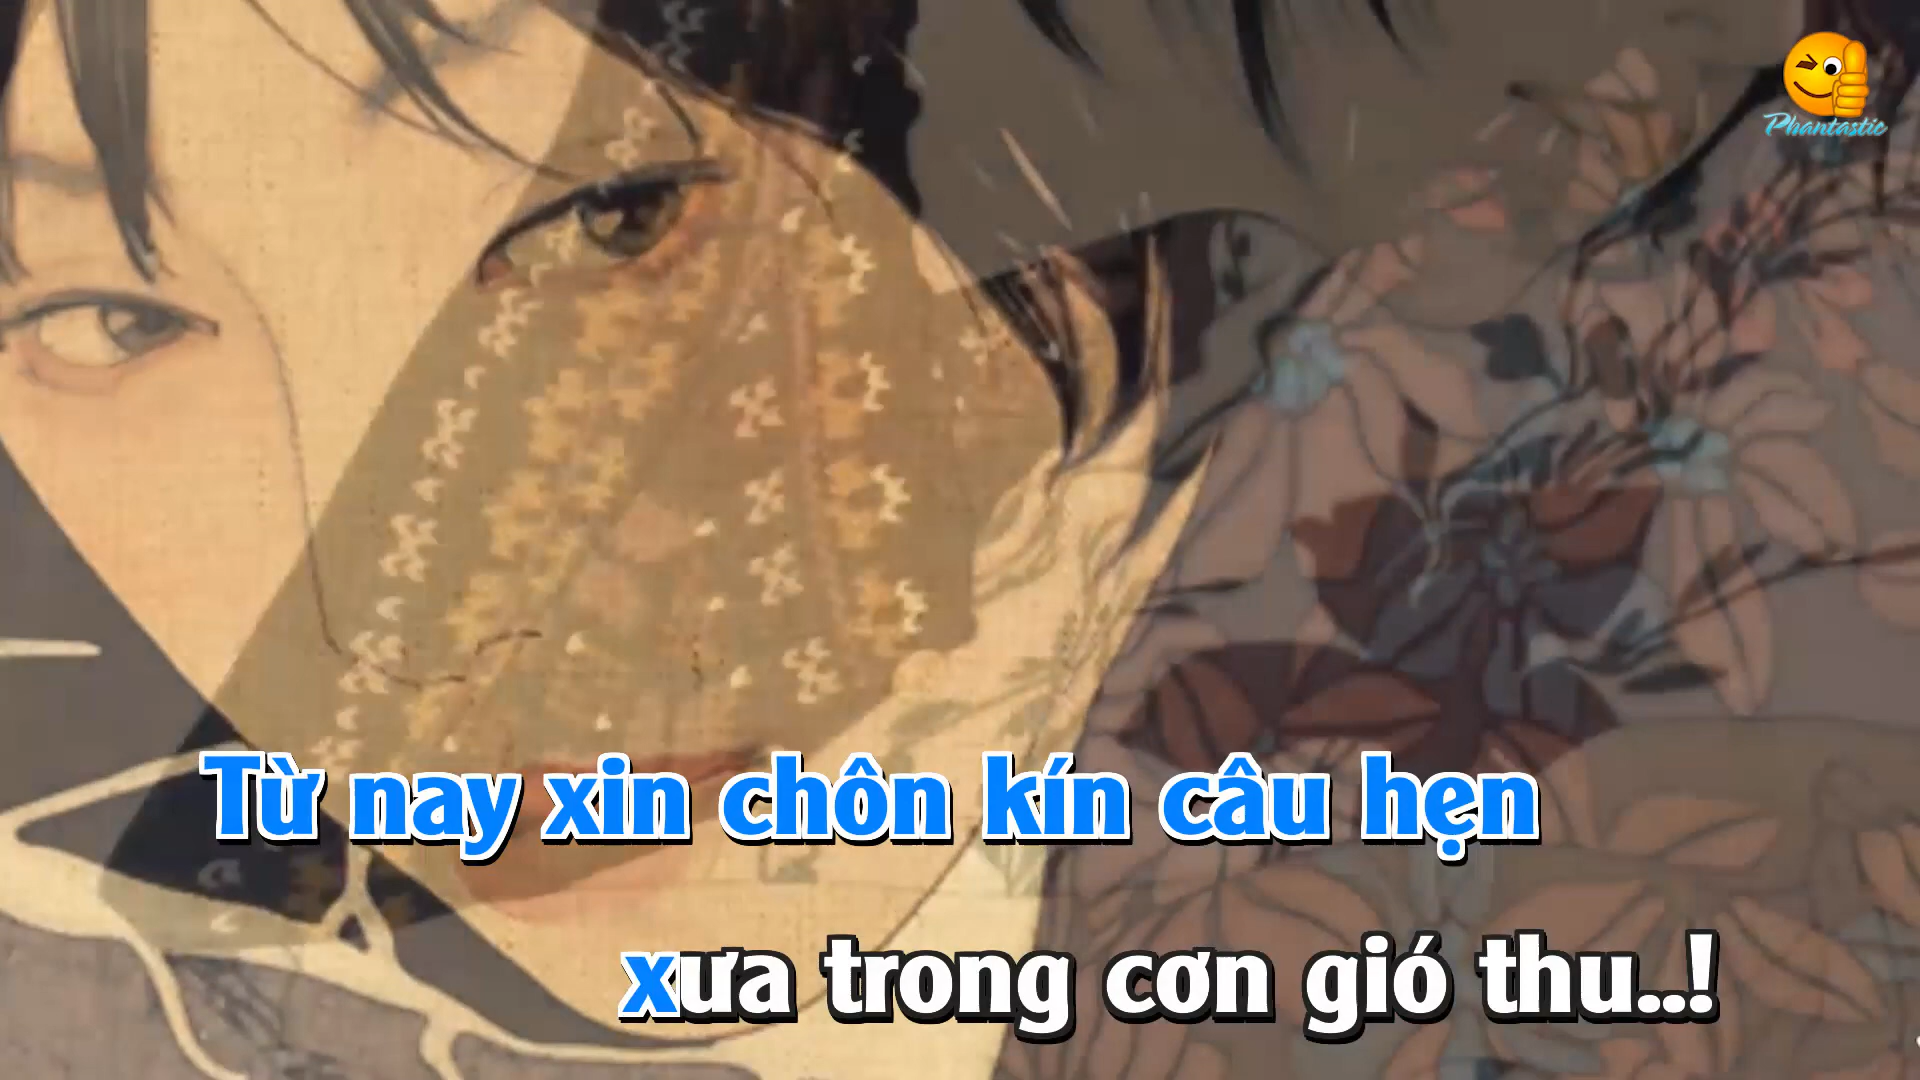 Phantastic
Từ nay xin chôn kín câu hẹn
xưa trong cơn gió thu..!